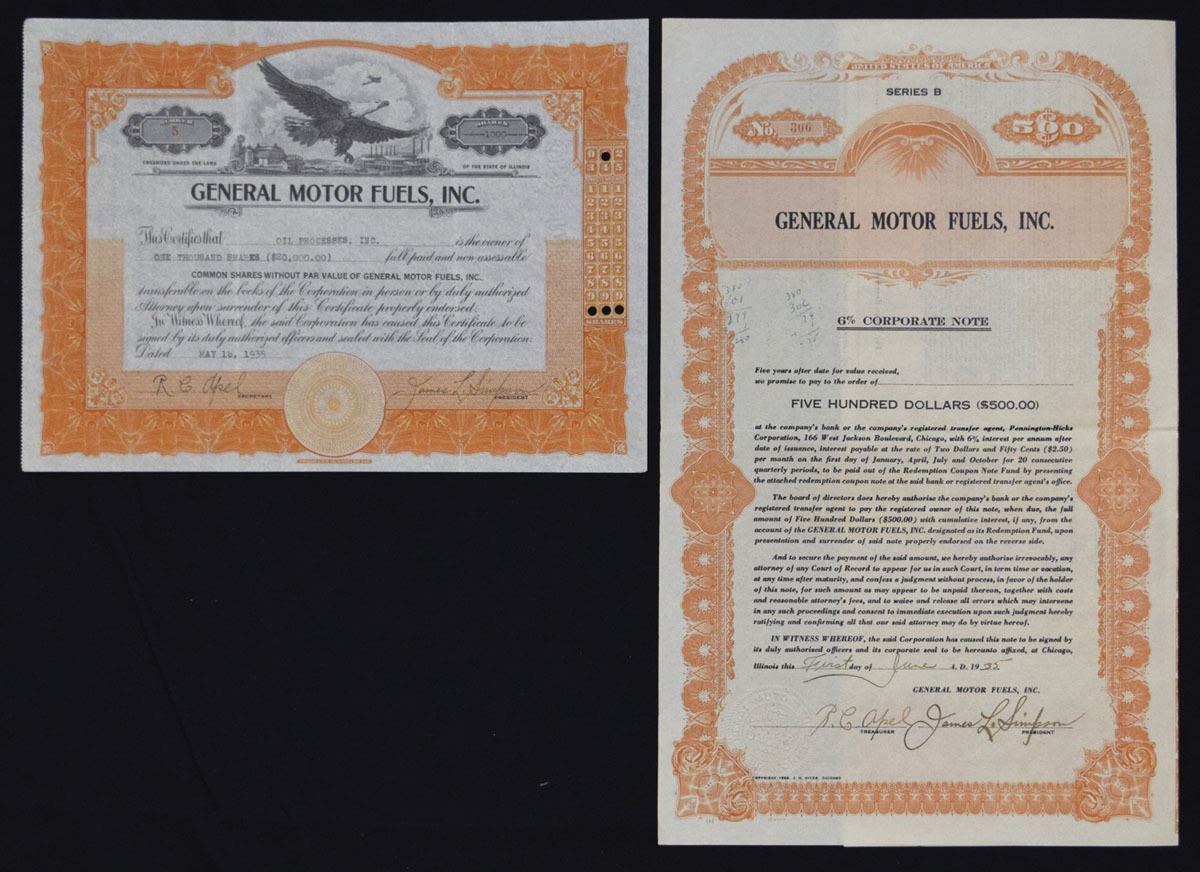 NUMBER
5
SHARES
1000
ORGANIZED UNDER THE LAWS
OF THE STATE OF ILLINOIS
GENERAL MOTOR FUELS, INC.
This Certifies that OIL PROCESSES, INC. is the owner of
ONE THOUSAND SHARES ($20,000.00) full paid and non-assessable
COMMON SHARES WITHOUT PAR VALUE OF GENERAL MOTOR FUELS, INC.,
transferable on the books of the Corporation in person or by duly authorized
Attorney upon surrender of this Certificate properly endorsed.
In Witness Whereof, the said Corporation has caused this Certificate to be
signed by its duly authorized officers and sealed with the Seal of the Corporation.
Dated MAY 16, 1935
R. C. Apel
SECRETARY
James L. Simpson
PRESIDENT
SHARES
UNITED STATES OF AMERICA
SERIES B
No. 306
$500
GENERAL MOTOR FUELS, INC.
6% CORPORATE NOTE
Five years after date for value received,
we promise to pay to the order of
FIVE HUNDRED DOLLARS ($500.00)
at the company's bank or the company's registered transfer agent, Pennington-Hicks
Corporation, 166 West Jackson Boulevard, Chicago, with 6% interest per annum after
date of issuance, interest payable at the rate of Two Dollars and Fifty Cents ($2.50)
per month on the first day of January, April, July and October for 20 consecutive
quarterly periods, to be paid out of the Redemption Coupon Note Fund by presenting
the attached redemption coupon note at the said bank or registered transfer agent's office.
The board of directors does hereby authorise the company's bank or the company's
registered transfer agent to pay the registered owner of this note, when due, the full
amount of Five Hundred Dollars ($500.00) with cumulative interest, if any, from the
account of the GENERAL MOTOR FUELS, INC. designated as its Redemption Fund, upon
presentation and surrender of said note properly endorsed on the reverse side.
And to secure the payment of the said amount, we hereby authorise irrevocably, any
attorney of any Court of Record to appear for us in such Court, in term time or vacation,
at any time after maturity, and confess a judgment without process, in favor of the holder
of this note, for such amount as may appear to be unpaid thereon, together with costs
and reasonable attorney's fees, and to waive and release all errors which may intervene
in any such proceedings and consent to immediate execution upon such judgment hereby
ratifying and confirming all that our said attorney may do by virtue hereof.
IN WITNESS WHEREOF, the said Corporation has caused this note to be signed by
its duly authorised officers and its corporate seal to be hereunto affixed, at Chicago,
Illinois this First day of June A. D. 1935
GENERAL MOTOR FUELS, INC.
R. C. Apel
TREASURER
James L. Simpson
PRESIDENT